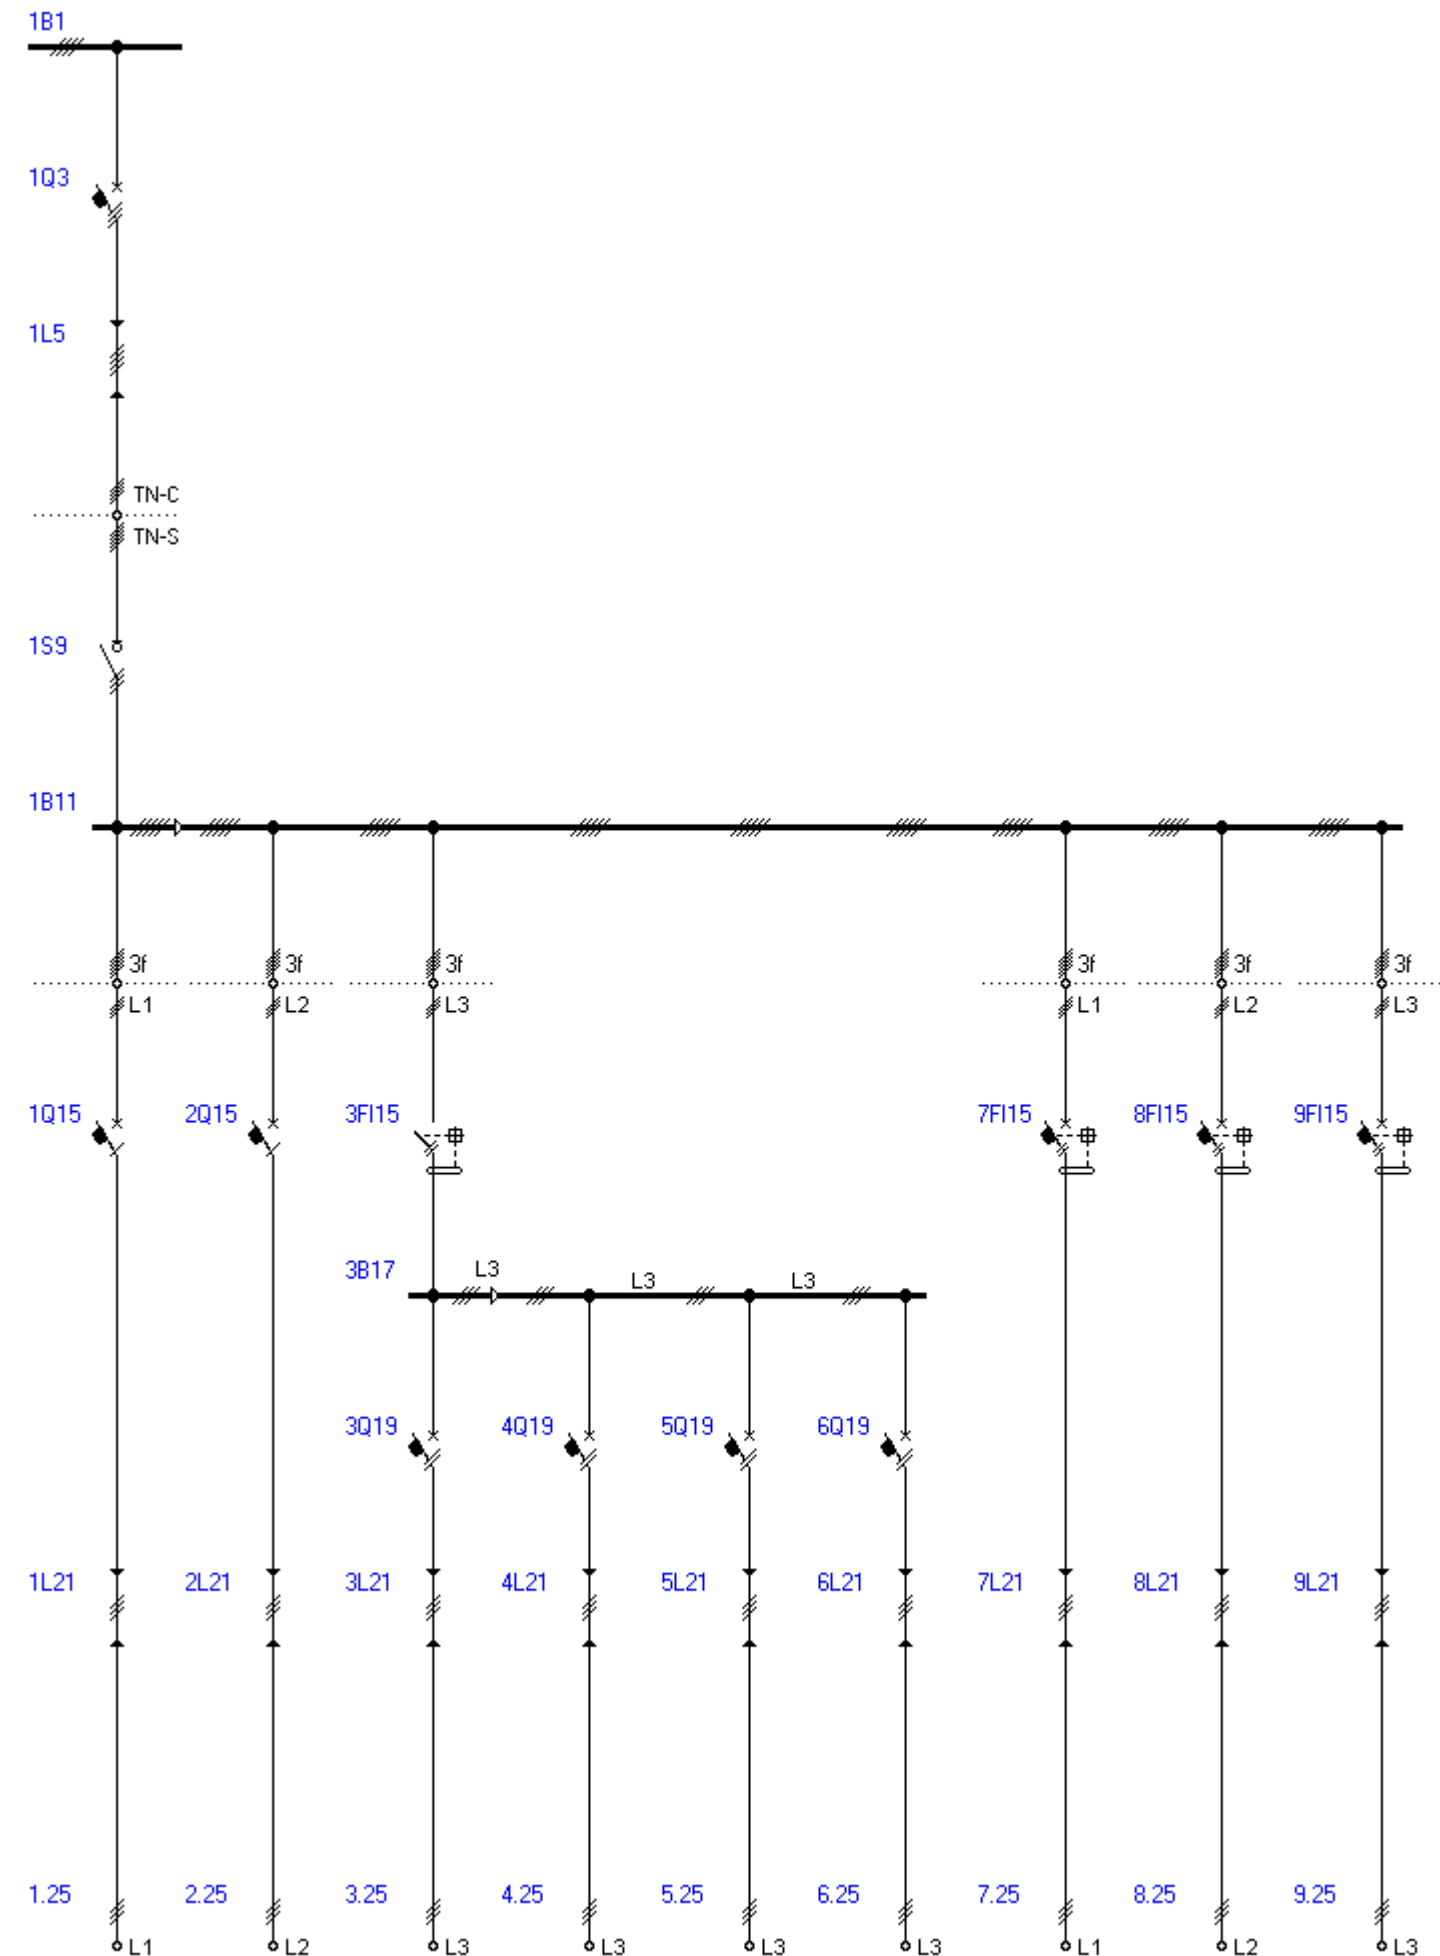 1B1
1Q3
1L5
TN-C
TN-S
1S9
1B11
3f 3f 3f 3f 3f 3f
L1 L2 L3 L1 L2 L3
1Q15 2Q15 3FI15 7FI15 8FI15 9FI15
3B17 L3 L3 L3
3Q19 4Q19 5Q19 6Q19
1L21 2L21 3L21 4L21 5L21 6L21 7L21 8L21 9L21
1.25 2.25 3.25 4.25 5.25 6.25 7.25 8.25 9.25
L1 L2 L3 L3 L3 L3 L1 L2 L3